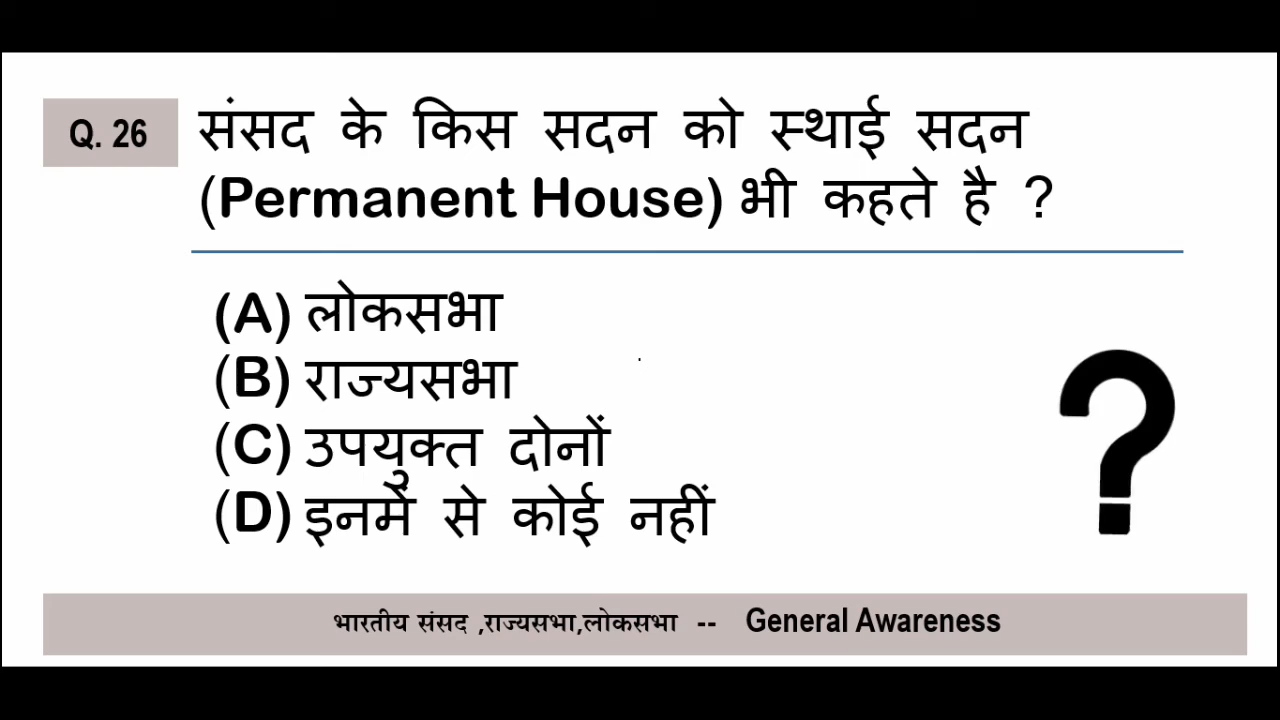 Q. 26
संसद के किस सदन को स्थाई सदन
(Permanent House) भी कहते है ?
(A) लोकसभा
(B) राज्यसभा
(C) उपयुक्त दोनों
(D) इनमें से कोई नहीं
?
भारतीय संसद ,राज्यसभा,लोकसभा -- General Awareness